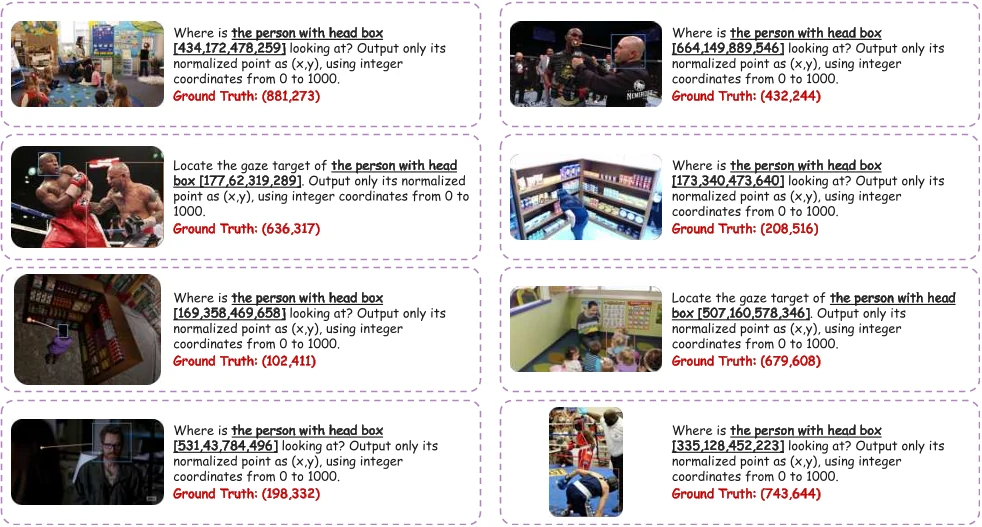 Where is the person with head box
[434,172,478,259] looking at? Output only its
normalized point as (x,y), using integer
coordinates from 0 to 1000.
Ground Truth: (881,273)
Where is the person with head box
[664,149,889,546] looking at? Output only its
normalized point as (x,y), using integer
coordinates from 0 to 1000.
Ground Truth: (432,244)
NEMIROFF
Locate the gaze target of the person with head
box [177,62,319,289]. Output only its normalized
point as (x,y), using integer coordinates from 0 to
1000.
Ground Truth: (636,317)
Where is the person with head box
[173,340,473,640] looking at? Output only its
normalized point as (x,y), using integer
coordinates from 0 to 1000.
Ground Truth: (208,516)
Where is the person with head box
[169,358,469,658] looking at? Output only its
normalized point as (x,y), using integer
coordinates from 0 to 1000.
Ground Truth: (102,411)
Locate the gaze target of the person with head
box [507,160,578,346]. Output only its
normalized point as (x,y), using integer
coordinates from 0 to 1000.
Ground Truth: (679,608)
Where is the person with head box
[531,43,784,496] looking at? Output only its
normalized point as (x,y), using integer
coordinates from 0 to 1000.
Ground Truth: (198,332)
Where is the person with head box
[335,128,452,223] looking at? Output only its
normalized point as (x,y), using integer
coordinates from 0 to 1000.
Ground Truth: (743,644)